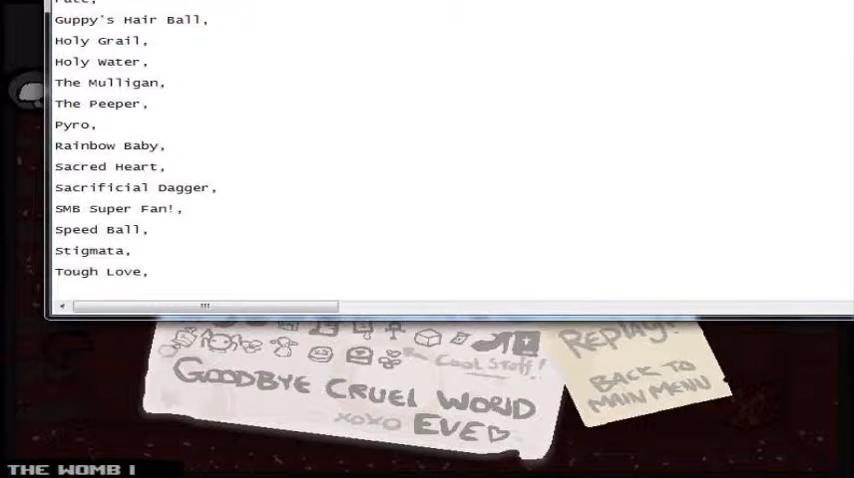 Guppy's Hair Ball,
Holy Grail,
Holy Water,
The Mulligan,
The Peeper,
Pyro,
Rainbow Baby,
Sacred Heart,
Sacrificial Dagger,
SMB Super Fan!,
Speed Ball,
Stigmata,
Tough Love,
Cool Stuff!
GOODBYE CRUEL WORLD
xoxo EVE
REPLAY!
BACK TO
MAIN MENU
THE WOMB I